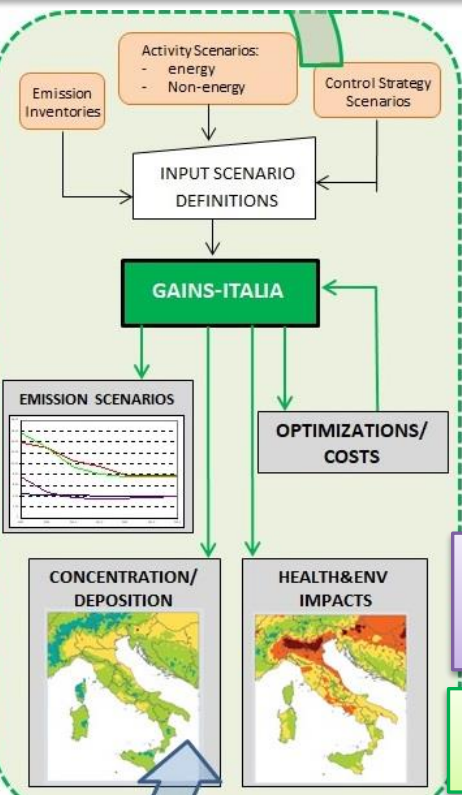 Activity Scenarios:
- energy
- Non-energy
Emission
Inventories
Control Strategy
Scenarios
INPUT SCENARIO
DEFINITIONS
GAINS-ITALIA
EMISSION SCENARIOS
OPTIMIZATIONS/
COSTS
CONCENTRATION/
DEPOSITION
HEALTH&ENV
IMPACTS